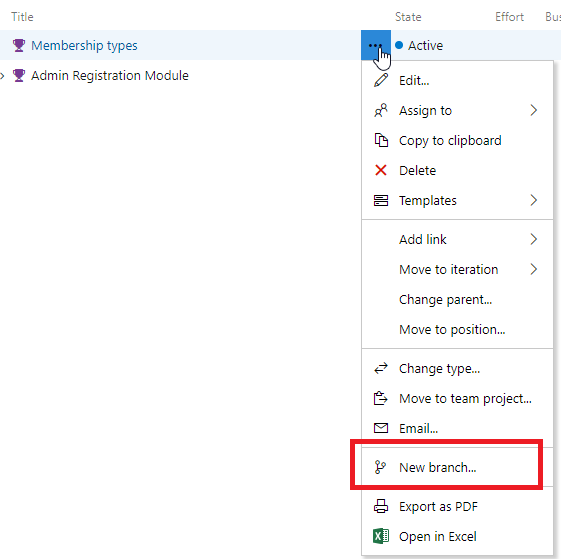 Title State Effort Bus
Membership types Active
Admin Registration Module
Edit...
Assign to
Copy to clipboard
Delete
Templates
Add link
Move to iteration
Change parent...
Move to position...
Change type...
Move to team project...
Email...
New branch...
Export as PDF
Open in Excel